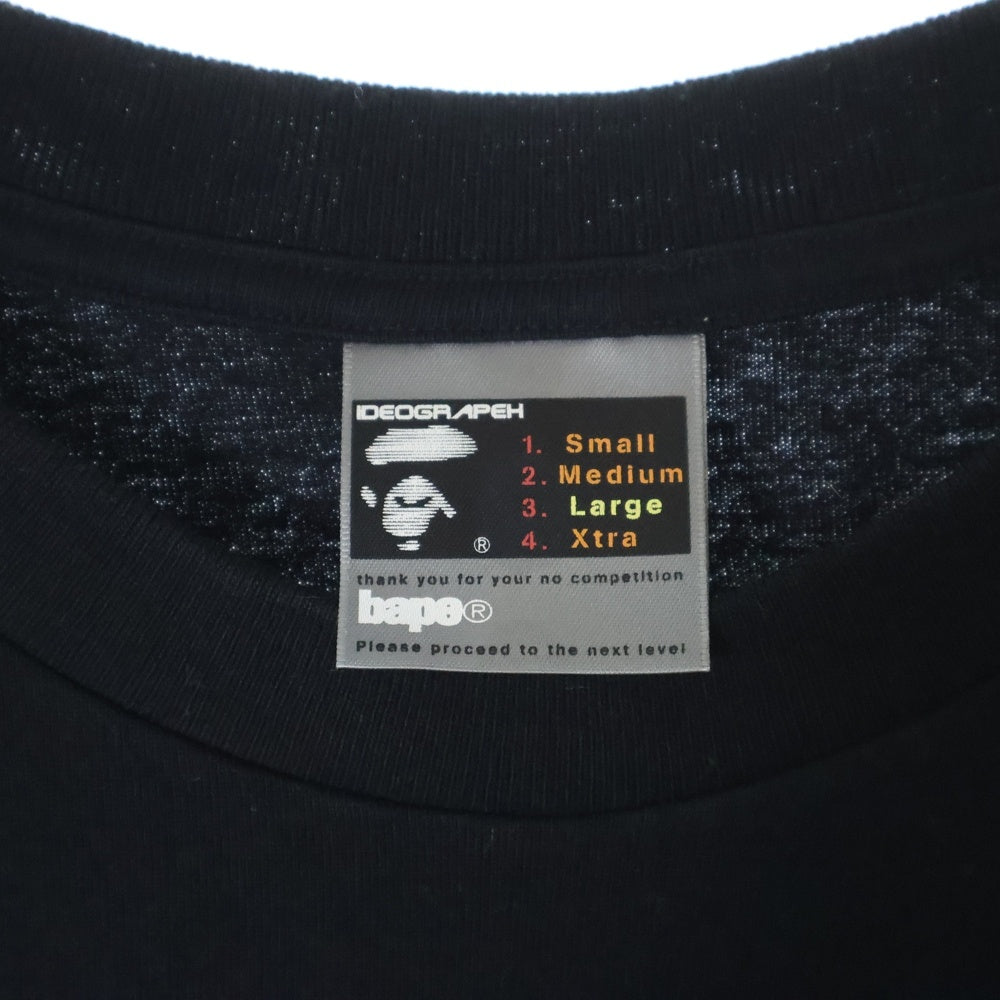 IDEOGRAPEH
1. Small
2. Medium
3. Large
4. Xtra
®
thank you for your no competition
bape®
Please proceed to the next level